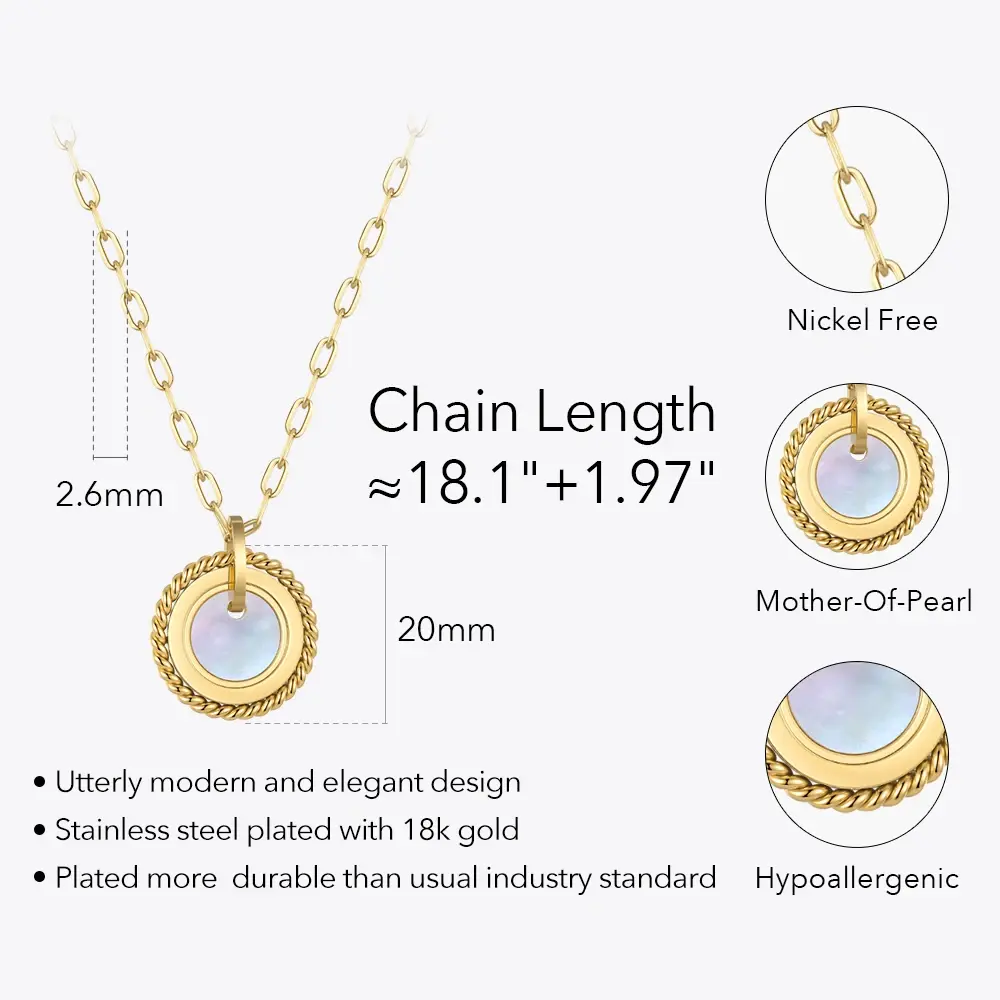 Nickel Free
Chain Length
≈18.1"+1.97"
2.6mm
Mother-Of-Pearl
20mm
• Utterly modern and elegant design
• Stainless steel plated with 18k gold
• Plated more  durable than usual industry standard
Hypoallergenic